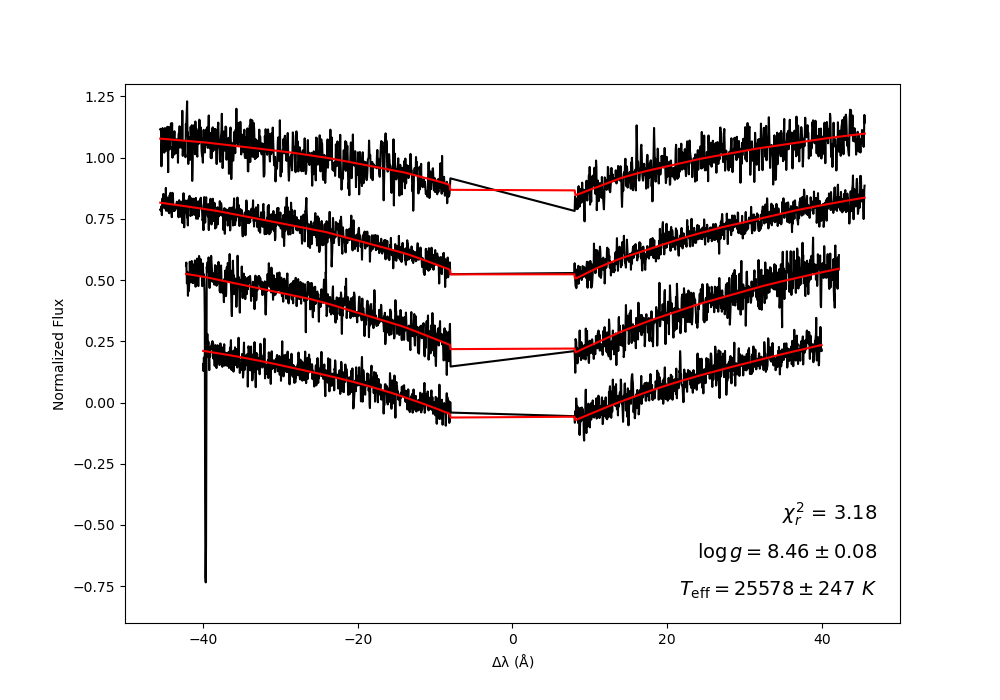 1.25
1.00
0.75
0.50
0.25
0.00
−0.25
−0.50
−0.75
Normalized Flux
χ²ᵣ = 3.18
log g = 8.46 ± 0.08
T_eff = 25578 ± 247 K
−40 −20 0 20 40
Δλ (Å)